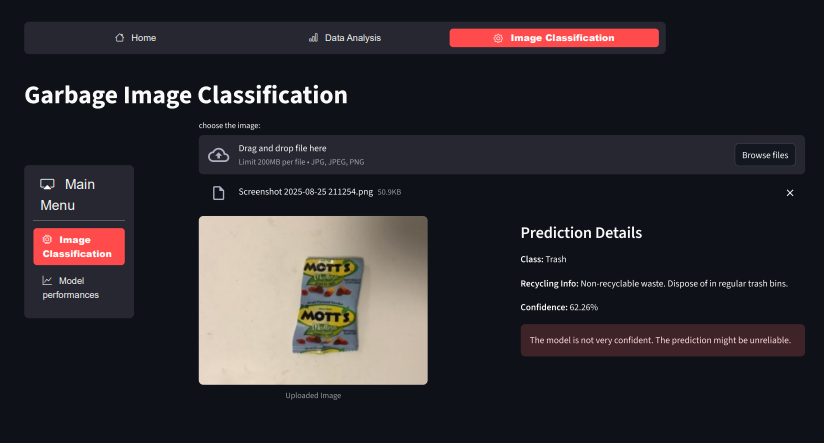 Home
Data Analysis
Image Classification
Garbage Image Classification
choose the image:
Drag and drop file here
Limit 200MB per file • JPG, JPEG, PNG
Browse files
Screenshot 2025-08-25 211254.png 50.9KB
Main
Menu
Image
Classification
Model
performances
MOTT'S
MOTT'S
Uploaded Image
Prediction Details
Class: Trash
Recycling Info: Non-recyclable waste. Dispose of in regular trash bins.
Confidence: 62.26%
The model is not very confident. The prediction might be unreliable.